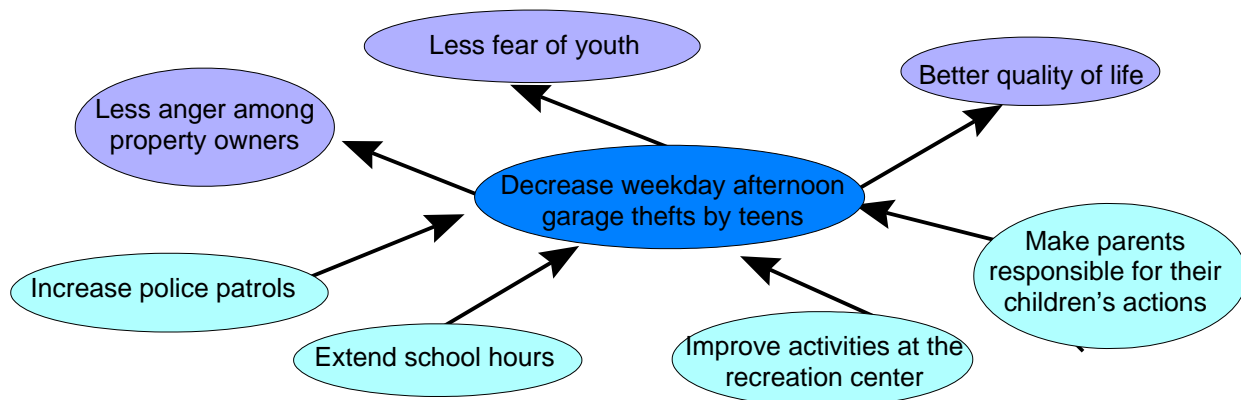 Less fear of youth
Better quality of life
Less anger among
property owners
Decrease weekday afternoon
garage thefts by teens
Make parents
responsible for their
children’s actions
Increase police patrols
Extend school hours
Improve activities at the
recreation center